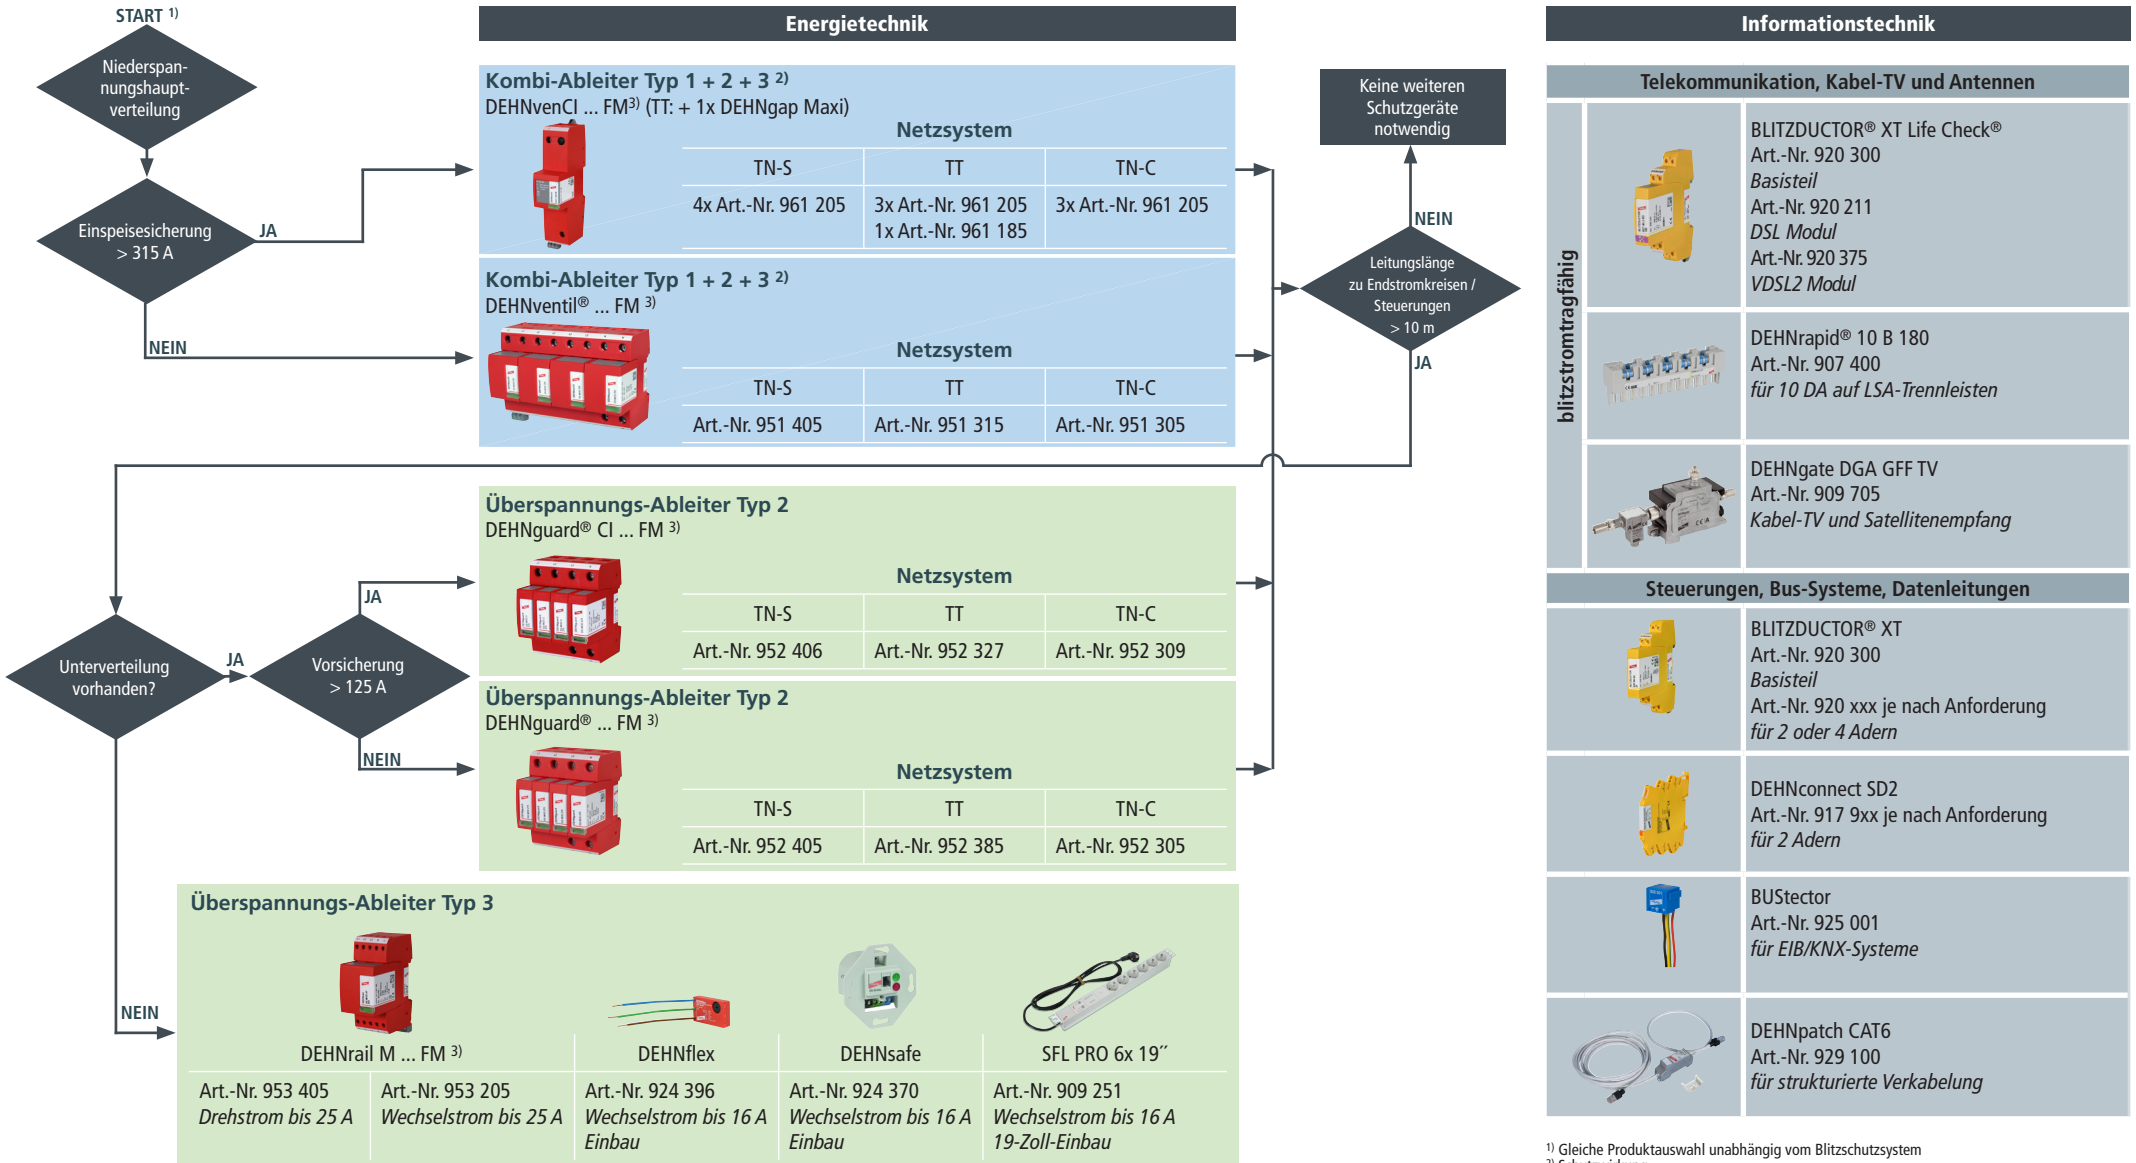 START 1)
Niederspan-
nungshaupt-
verteilung
Einspeisesicherung
> 315 A
JA
NEIN
Energietechnik
Kombi-Ableiter Typ 1 + 2 + 3 2)
DEHNvenCI ... FM3) (TT: + 1x DEHNgap Maxi)
Netzsystem
TN-S TT TN-C
4x Art.-Nr. 961 205 3x Art.-Nr. 961 205 3x Art.-Nr. 961 205
1x Art.-Nr. 961 185
Kombi-Ableiter Typ 1 + 2 + 3 2)
DEHNventil® ... FM 3)
Netzsystem
TN-S TT TN-C
Art.-Nr. 951 405 Art.-Nr. 951 315 Art.-Nr. 951 305
Keine weiteren
Schutzgeräte
notwendig
NEIN
Leitungslänge
zu Endstromkreisen /
Steuerungen
> 10 m
JA
Unterverteilung
vorhanden?
JA
Vorsicherung
> 125 A
JA
NEIN
NEIN
Überspannungs-Ableiter Typ 2
DEHNguard® CI ... FM 3)
Netzsystem
TN-S TT TN-C
Art.-Nr. 952 406 Art.-Nr. 952 327 Art.-Nr. 952 309
Überspannungs-Ableiter Typ 2
DEHNguard® ... FM 3)
Netzsystem
TN-S TT TN-C
Art.-Nr. 952 405 Art.-Nr. 952 385 Art.-Nr. 952 305
Überspannungs-Ableiter Typ 3
DEHNrail M ... FM 3) DEHNflex DEHNsafe SFL PRO 6x 19´´
Art.-Nr. 953 405 Art.-Nr. 953 205 Art.-Nr. 924 396 Art.-Nr. 924 370 Art.-Nr. 909 251
Drehstrom bis 25 A Wechselstrom bis 25 A Wechselstrom bis 16 A Wechselstrom bis 16 A Wechselstrom bis 16 A
Einbau Einbau 19-Zoll-Einbau
Informationstechnik
Telekommunikation, Kabel-TV und Antennen
blitzstromtragfähig
BLITZDUCTOR® XT Life Check®
Art.-Nr. 920 300
Basisteil
Art.-Nr. 920 211
DSL Modul
Art.-Nr. 920 375
VDSL2 Modul
DEHNrapid® 10 B 180
Art.-Nr. 907 400
für 10 DA auf LSA-Trennleisten
DEHNgate DGA GFF TV
Art.-Nr. 909 705
Kabel-TV und Satellitenempfang
Steuerungen, Bus-Systeme, Datenleitungen
BLITZDUCTOR® XT
Art.-Nr. 920 300
Basisteil
Art.-Nr. 920 xxx je nach Anforderung
für 2 oder 4 Adern
DEHNconnect SD2
Art.-Nr. 917 9xx je nach Anforderung
für 2 Adern
BUStector
Art.-Nr. 925 001
für EIB/KNX-Systeme
DEHNpatch CAT6
Art.-Nr. 929 100
für strukturierte Verkabelung
1) Gleiche Produktauswahl unabhängig vom Blitzschutzsystem